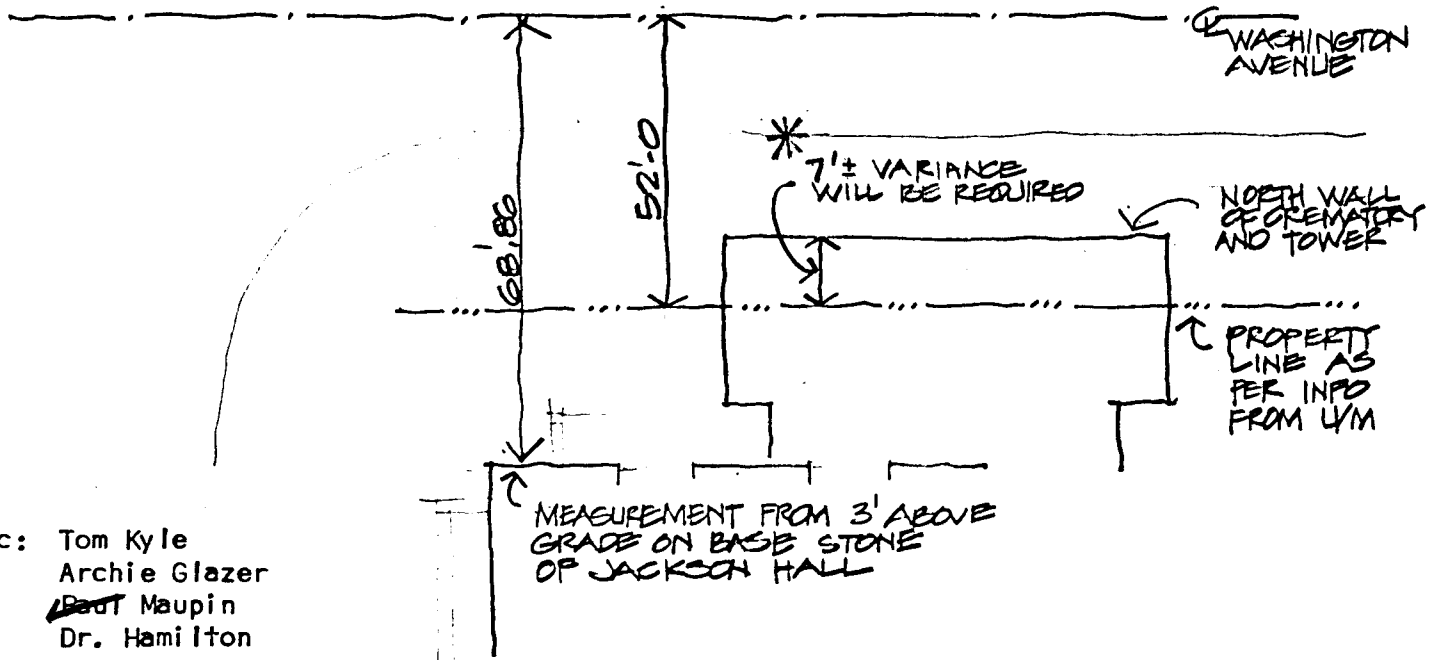 ℄ WASHINGTON
AVENUE
68'.86
52'-0
7'± VARIANCE
WILL BE REQUIRED
NORTH WALL
OF CREMATORY
AND TOWER
PROPERTY
LINE AS
PER INFO
FROM U/M
MEASUREMENT FROM 3' ABOVE
GRADE ON BASE STONE
OF JACKSON HALL
c: Tom Kyle
Archie Glazer
Paul Maupin
Dr. Hamilton